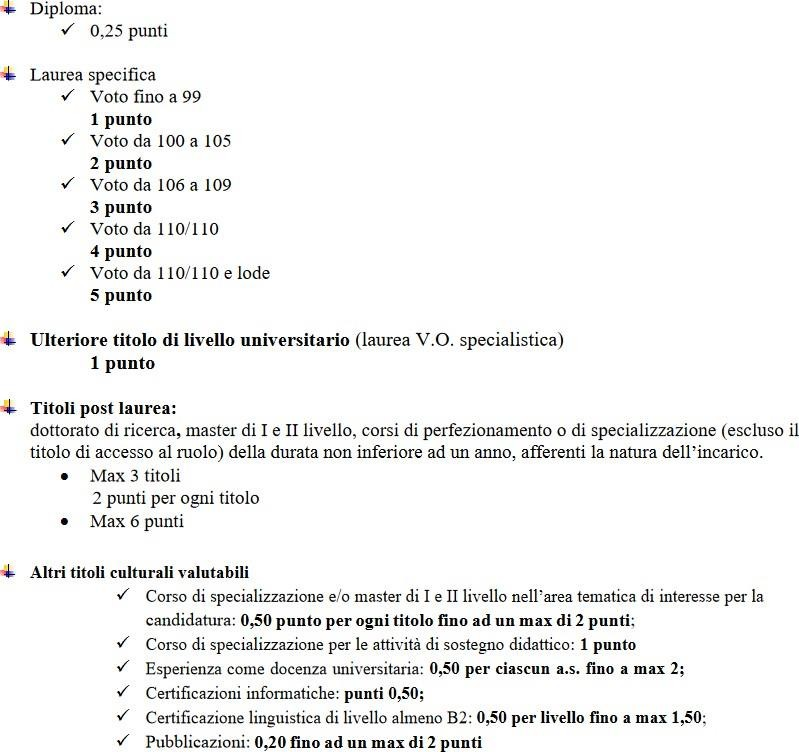 Diploma:
✓ 0,25 punti
Laurea specifica
✓ Voto fino a 99
1 punto
✓ Voto da 100 a 105
2 punto
✓ Voto da 106 a 109
3 punto
✓ Voto da 110/110
4 punto
✓ Voto da 110/110 e lode
5 punto
Ulteriore titolo di livello universitario (laurea V.O. specialistica)
1 punto
Titoli post laurea:
dottorato di ricerca, master di I e II livello, corsi di perfezionamento o di specializzazione (escluso il
titolo di accesso al ruolo) della durata non inferiore ad un anno, afferenti la natura dell’incarico.
• Max 3 titoli
2 punti per ogni titolo
• Max 6 punti
Altri titoli culturali valutabili
✓ Corso di specializzazione e/o master di I e II livello nell’area tematica di interesse per la
candidatura: 0,50 punto per ogni titolo fino ad un max di 2 punti;
✓ Corso di specializzazione per le attività di sostegno didattico: 1 punto
✓ Esperienza come docenza universitaria: 0,50 per ciascun a.s. fino a max 2;
✓ Certificazioni informatiche: punti 0,50;
✓ Certificazione linguistica di livello almeno B2: 0,50 per livello fino a max 1,50;
✓ Pubblicazioni: 0,20 fino ad un max di 2 punti